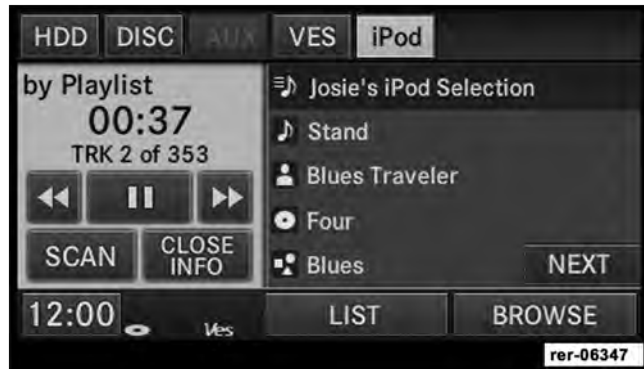 HDD DISC AUX VES iPod
by Playlist
00:37
TRK 2 of 353
SCAN
CLOSE
INFO
Josie's iPod Selection
Stand
Blues Traveler
Four
Blues
NEXT
12:00
Ves
LIST
BROWSE
rer-06347